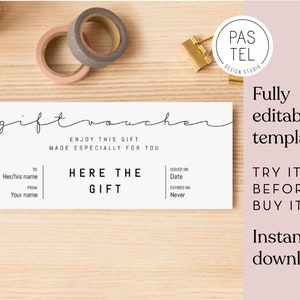 PAS
TEL
DESIGN STUDIO
gift voucher
ENJOY THIS GIFT
MADE ESPECIALLY FOR YOU
TO
Her/his name
FROM
Your name
HERE THE
GIFT
ISSUED ON
Date
EXPIRES ON
Never
Fully
editab
templa
TRY IT
BEFOR
BUY IT
Instan
downl